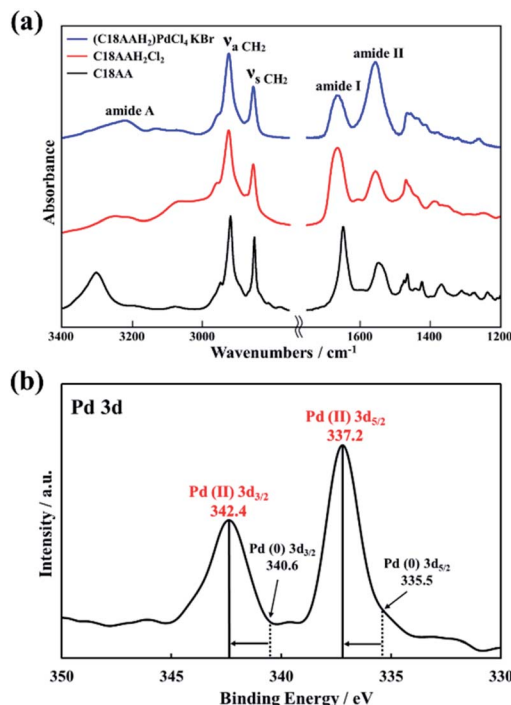 (a)
(C18AAH₂)PdCl₄ KBr
C18AAH₂Cl₂
C18AA
νₐ CH₂
νₛ CH₂
amide A
amide I
amide II
Absorbance
3400 3200 3000 1600 1400 1200
Wavenumbers / cm⁻¹
(b)
Pd 3d
Pd (II) 3d₅/₂
337.2
Pd (II) 3d₃/₂
342.4
Pd (0) 3d₃/₂
340.6
Pd (0) 3d₅/₂
335.5
Intensity / a.u.
350 345 340 335 330
Binding Energy / eV